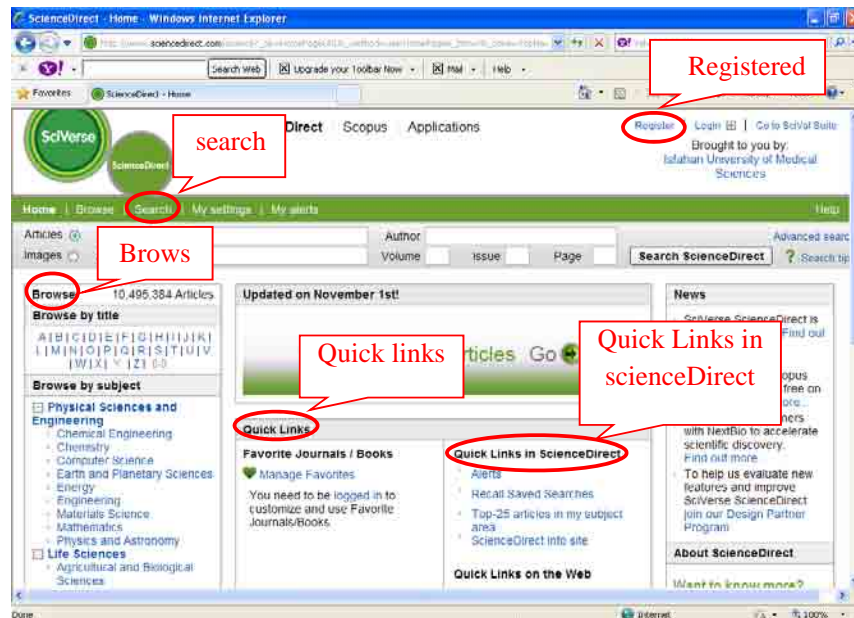 ScienceDirect - Home - Windows Internet Explorer
sciencedirect.com
Search Web Upgrade your Toolbar Now Mail Help
Favorites ScienceDirect - Home
Registered
SciVerse
ScienceDirect
Direct Scopus Applications
Register Login Go to SciVal Suite
Brought to you by:
Isfahan University of Medical
Sciences
search
Home | Browse | Search | My settings | My alerts
Help
Articles
Author
Advanced searc
Images
Volume Issue Page
Search ScienceDirect
? Search tip
Brows
Browse 10,495,384 Articles
Browse by title
A|B|C|D|E|F|G|H|I|J|K|
L|M|N|O|P|Q|R|S|T|U|V
|W|X| Y |Z| 0-9
Browse by subject
Physical Sciences and
Engineering
Chemical Engineering
Chemistry
Computer Science
Earth and Planetary Sciences
Energy
Engineering
Materials Science
Mathematics
Physics and Astronomy
Life Sciences
Agricultural and Biological
Sciences
Updated on November 1st!
rticles Go
Quick links
Quick Links
Favorite Journals / Books
Manage Favorites
You need to be logged in to
customize and use Favorite
Journals/Books
Quick Links in
scienceDirect
Quick Links in ScienceDirect
Alerts
Recall Saved Searches
Top-25 articles in my subject
area
ScienceDirect Info site
Quick Links on the Web
News
SciVerse ScienceDirect is
Find out
opus
free on
ore...
ners
with NextBio to accelerate
scientific discovery.
Find out more
To help us evaluate new
features and improve
SciVerse ScienceDirect
join our Design Partner
Program
About ScienceDirect
Want to know more?
Done
Internet
100%